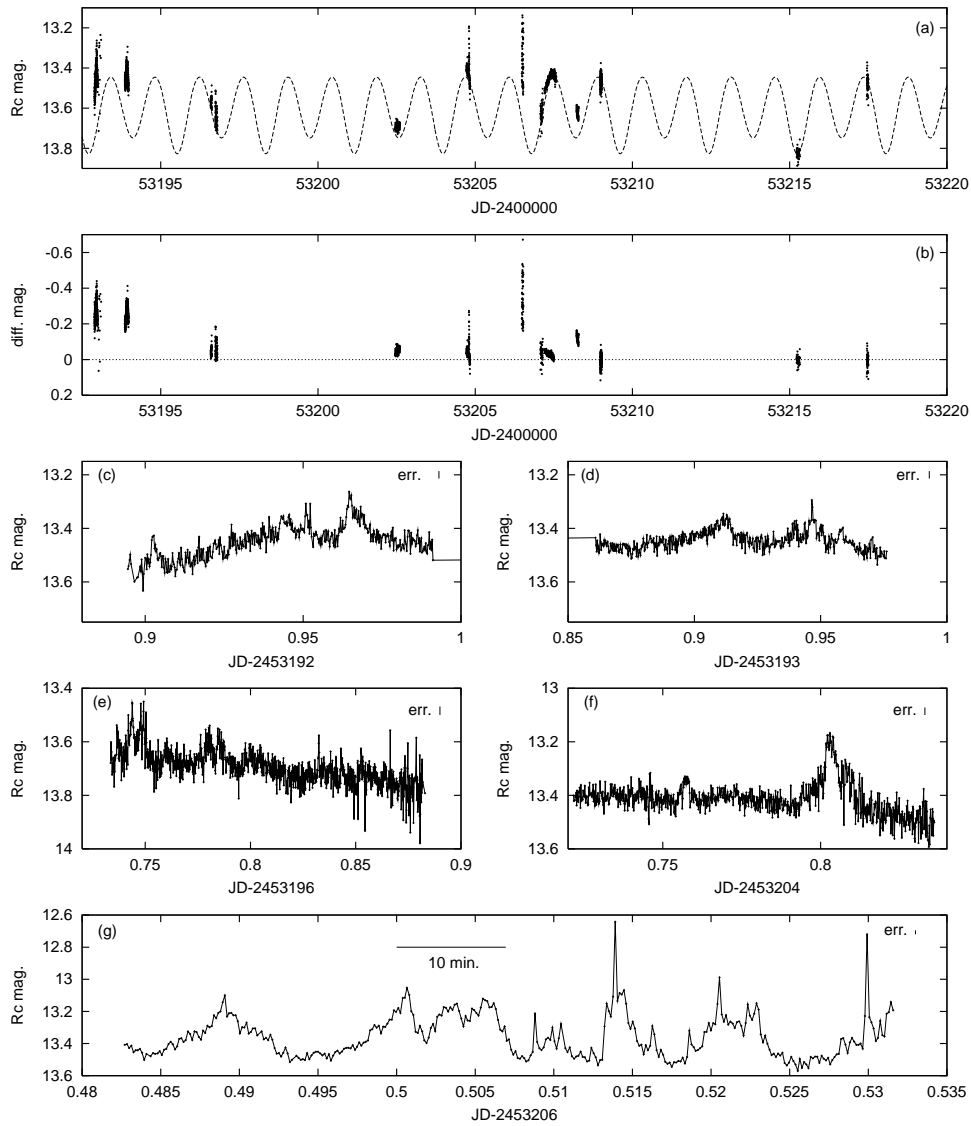 (a)
Rc mag.
13.2
13.4
13.6
13.8
53195 53200 53205 53210 53215 53220
JD-2400000
(b)
diff. mag.
-0.6
-0.4
-0.2
0
0.2
53195 53200 53205 53210 53215 53220
JD-2400000
(c)
err.
Rc mag.
13.2
13.4
13.6
0.9 0.95 1
JD-2453192
(d)
err.
Rc mag.
13.2
13.4
13.6
0.85 0.9 0.95 1
JD-2453193
(e)
err.
Rc mag.
13.4
13.6
13.8
14
0.75 0.8 0.85 0.9
JD-2453196
(f)
err.
Rc mag.
13
13.2
13.4
13.6
0.75 0.8
JD-2453204
(g)
err.
10 min.
Rc mag.
12.6
12.8
13
13.2
13.4
13.6
0.48 0.485 0.49 0.495 0.5 0.505 0.51 0.515 0.52 0.525 0.53 0.535
JD-2453206